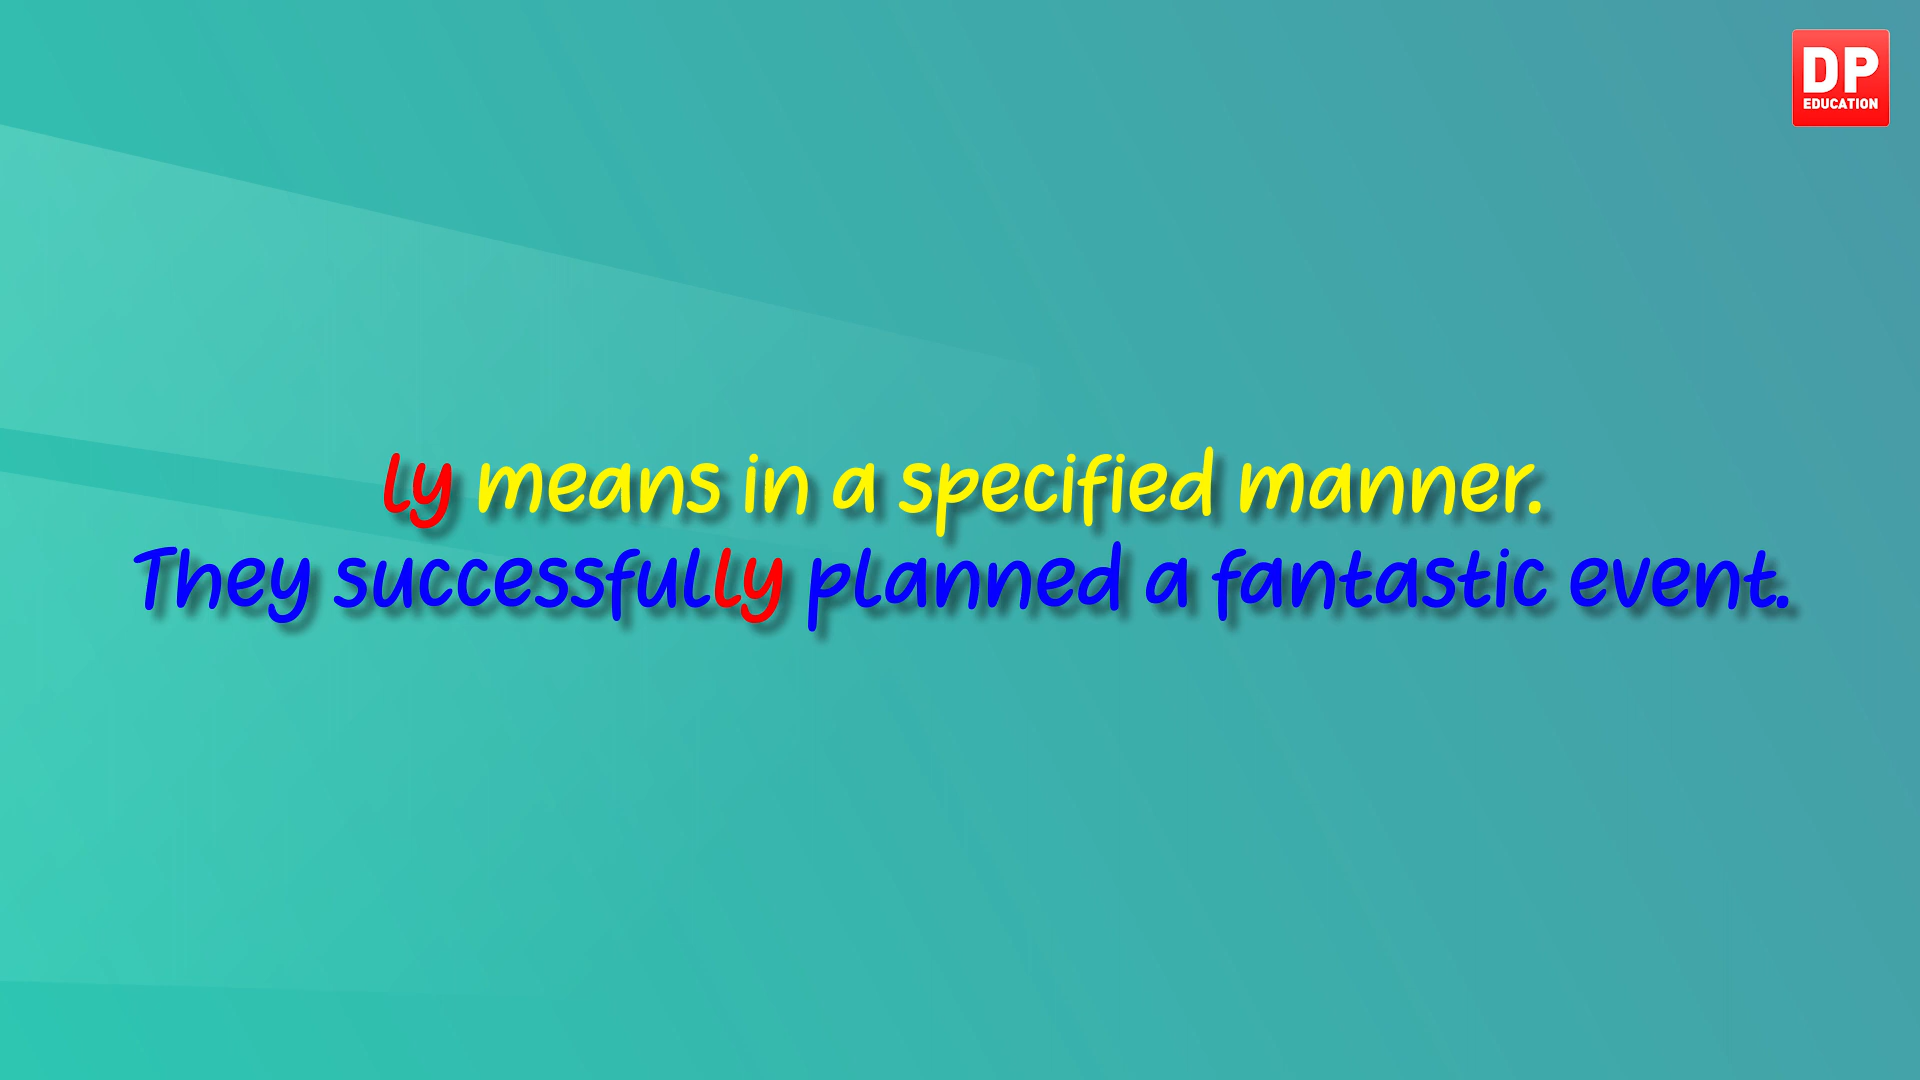 DP
EDUCATION
ly means in a specified manner.
They successfully planned a fantastic event.